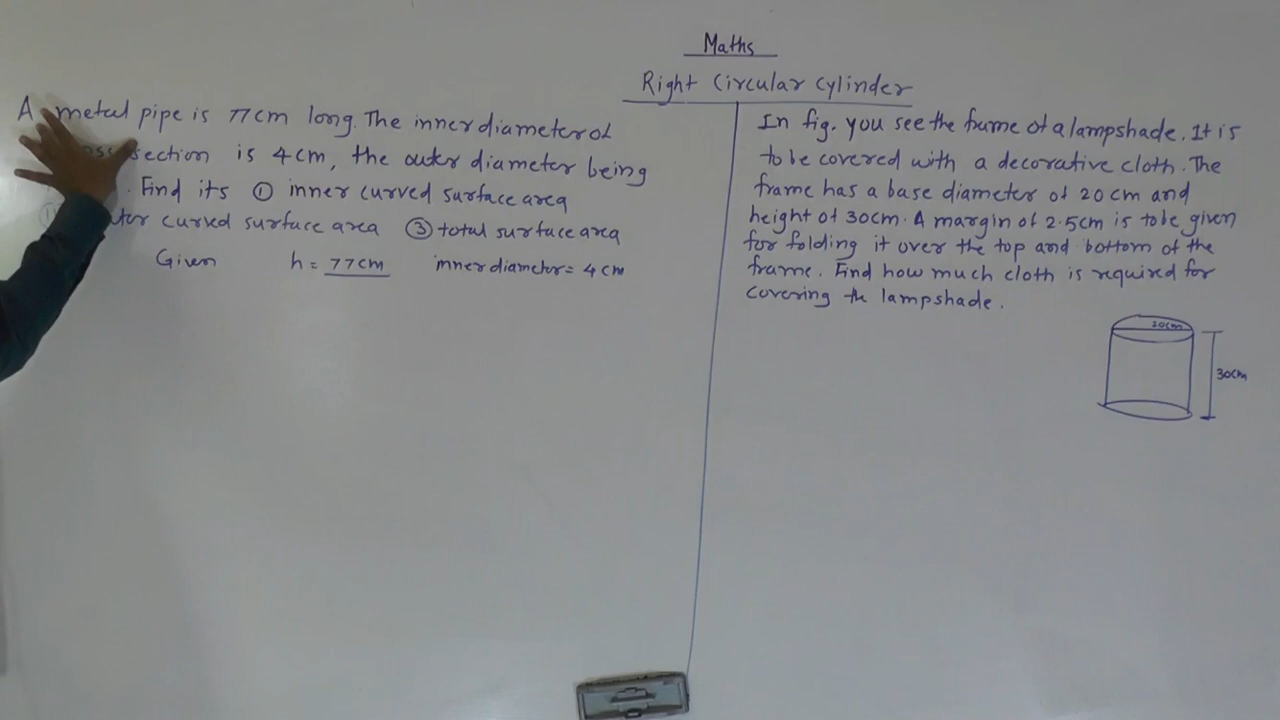 Maths
Right Circular Cylinder
A metal pipe is 77cm long. The inner diameter of
section is 4cm, the outer diameter being
. Find its ① inner curved surface area
curved surface area ③ total surface area
Given h = 77cm inner diameter = 4 cm
In fig. you see the frame of a lampshade. It is
to be covered with a decorative cloth. The
frame has a base diameter of 20 cm and
height of 30cm. A margin of 2.5cm is to be given
for folding it over the top and bottom of the
frame. Find how much cloth is required for
covering the lampshade.
20cm
30cm